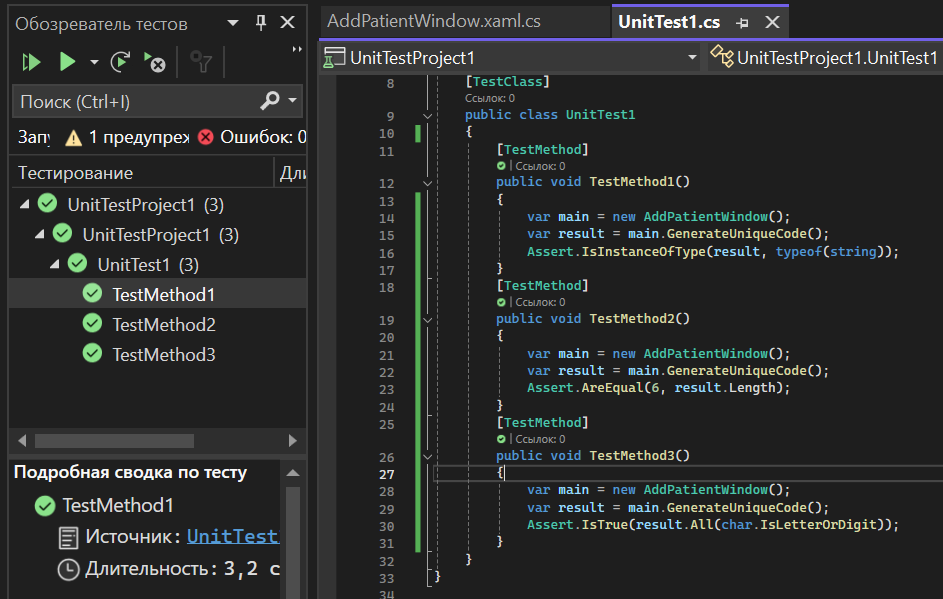 Обозреватель тестов
Поиск (Ctrl+I)
Запу 1 предупреж Ошибок: 0
Тестирование Дли
UnitTestProject1 (3)
UnitTestProject1 (3)
UnitTest1 (3)
TestMethod1
TestMethod2
TestMethod3
Подробная сводка по тесту
TestMethod1
Источник: UnitTest
Длительность: 3,2 с
AddPatientWindow.xaml.cs UnitTest1.cs
UnitTestProject1 UnitTestProject1.UnitTest1
8 [TestClass]
Ссылок: 0
9 public class UnitTest1
10 {
11 [TestMethod]
| Ссылок: 0
12 public void TestMethod1()
13 {
14 var main = new AddPatientWindow();
15 var result = main.GenerateUniqueCode();
16 Assert.IsInstanceOfType(result, typeof(string));
17 }
18 [TestMethod]
| Ссылок: 0
19 public void TestMethod2()
20 {
21 var main = new AddPatientWindow();
22 var result = main.GenerateUniqueCode();
23 Assert.AreEqual(6, result.Length);
24 }
25 [TestMethod]
| Ссылок: 0
26 public void TestMethod3()
27 {
28 var main = new AddPatientWindow();
29 var result = main.GenerateUniqueCode();
30 Assert.IsTrue(result.All(char.IsLetterOrDigit));
31 }
32 }
33 }
34